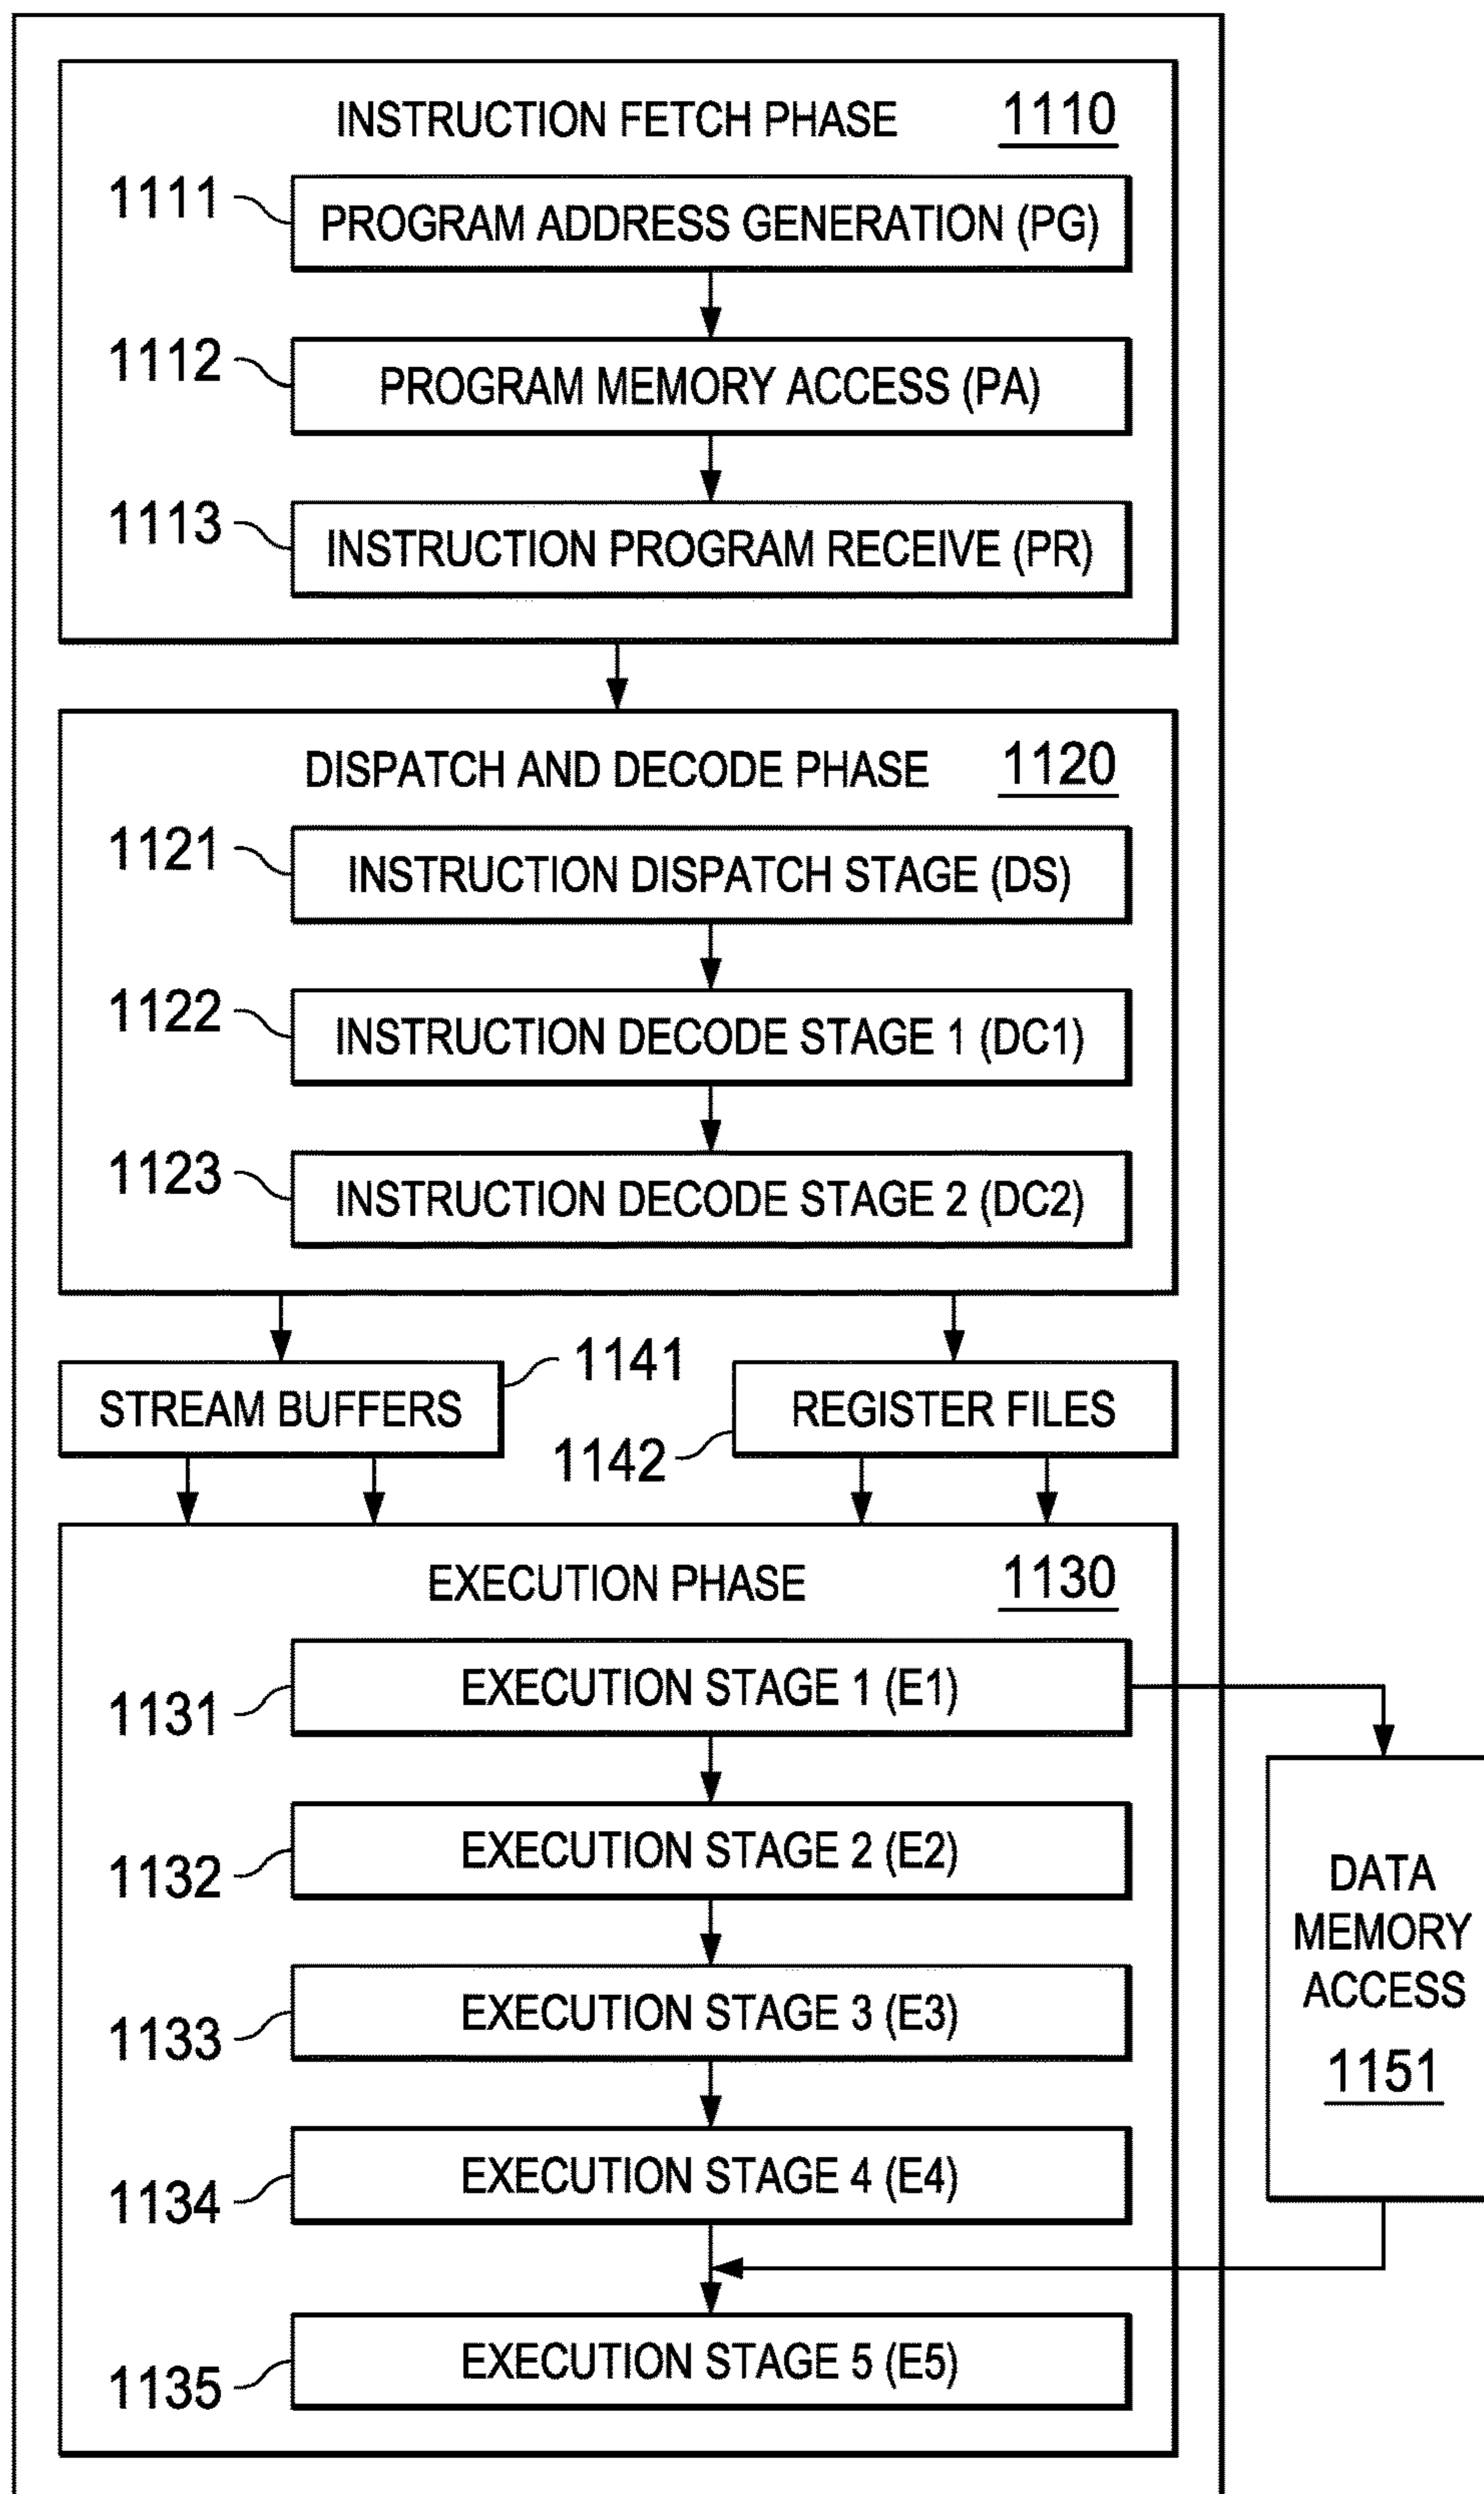 INSTRUCTION FETCH PHASE 1110
1111 PROGRAM ADDRESS GENERATION (PG)
1112 PROGRAM MEMORY ACCESS (PA)
1113 INSTRUCTION PROGRAM RECEIVE (PR)
DISPATCH AND DECODE PHASE 1120
1121 INSTRUCTION DISPATCH STAGE (DS)
1122 INSTRUCTION DECODE STAGE 1 (DC1)
1123 INSTRUCTION DECODE STAGE 2 (DC2)
STREAM BUFFERS 1141
1142 REGISTER FILES
EXECUTION PHASE 1130
1131 EXECUTION STAGE 1 (E1)
1132 EXECUTION STAGE 2 (E2)
1133 EXECUTION STAGE 3 (E3)
1134 EXECUTION STAGE 4 (E4)
1135 EXECUTION STAGE 5 (E5)
DATA
MEMORY
ACCESS
1151